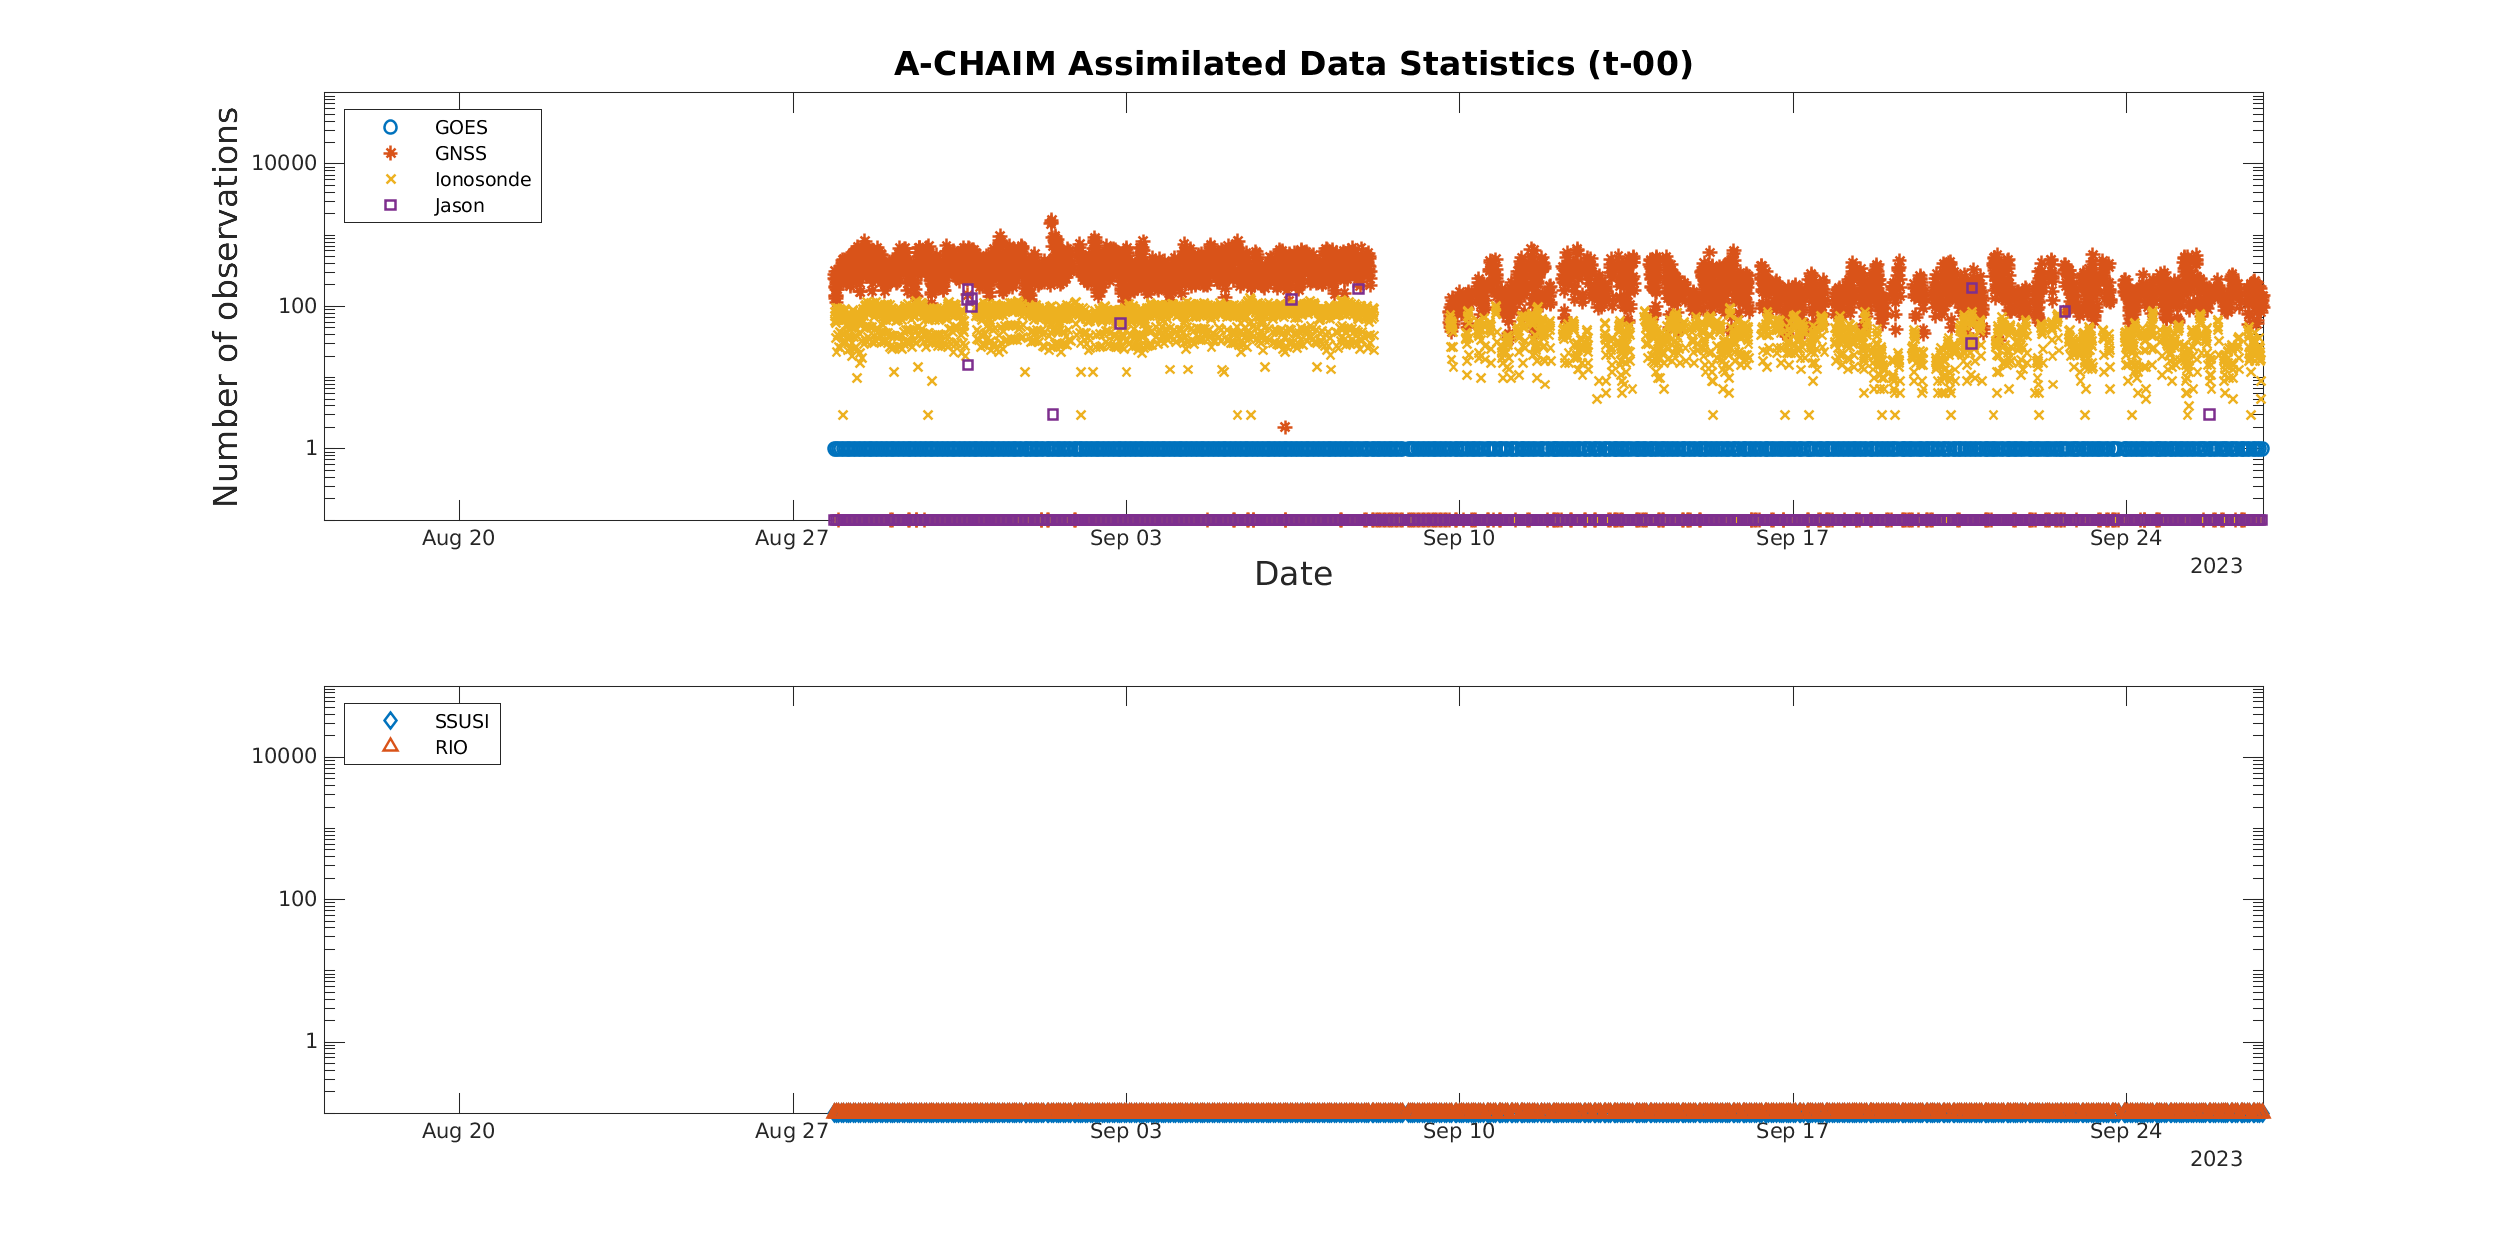 A-CHAIM Assimilated Data Statistics (t-00)
Number of observations
10000
100
1
GOES
GNSS
Ionosonde
Jason
Aug 20
Aug 27
Sep 03
Sep 10
Sep 17
Sep 24
2023
Date
10000
100
1
SSUSI
RIO
Aug 20
Aug 27
Sep 03
Sep 10
Sep 17
Sep 24
2023